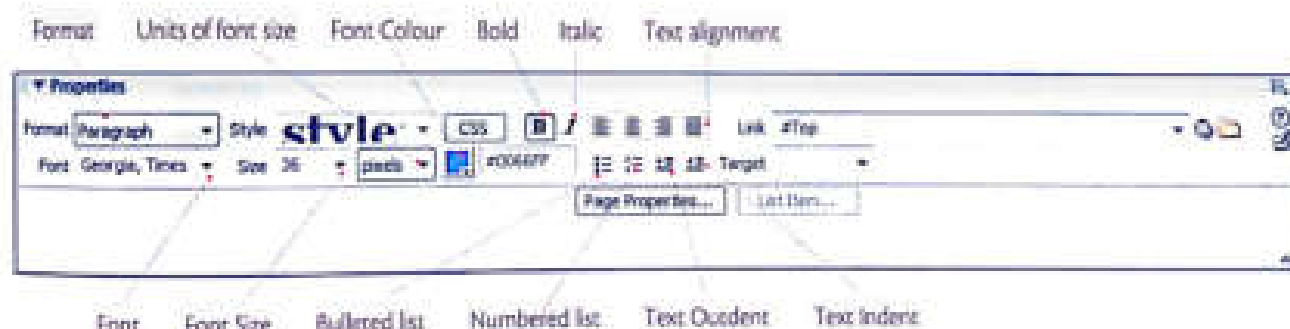 Format Units of font size Font Colour Bold Italic Text alignment
Properties
Format Paragraph Style style CSS B I Link #Top
Font Georgia, Times Size 36 pixels #0066FF Target
Page Properties... List Item...
Font Font Size Bulleted list Numbered list Text Outdent Text Indent